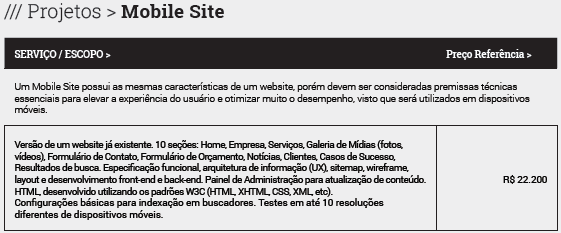 /// Projetos > Mobile Site
SERVIÇO / ESCOPO > Preço Referência >
Um Mobile Site possui as mesmas características de um website, porém devem ser consideradas premissas técnicas
essenciais para elevar a experiência do usuário e otimizar muito o desempenho, visto que será utilizados em dispositivos
móveis.
Versão de um website já existente. 10 seções: Home, Empresa, Serviços, Galeria de Mídias (fotos,
vídeos), Formulário de Contato, Formulário de Orçamento, Notícias, Clientes, Casos de Sucesso,
Resultados de busca. Especificação funcional, arquitetura de informação (UX), sitemap, wireframe,
layout e desenvolvimento front-end e back-end. Painel de Administração para atualização de conteúdo.
HTML, desenvolvido utilizando os padrões W3C (HTML, XHTML, CSS, XML, etc).
Configurações básicas para indexação em buscadores. Testes em até 10 resoluções
diferentes de dispositivos móveis.
R$ 22.200